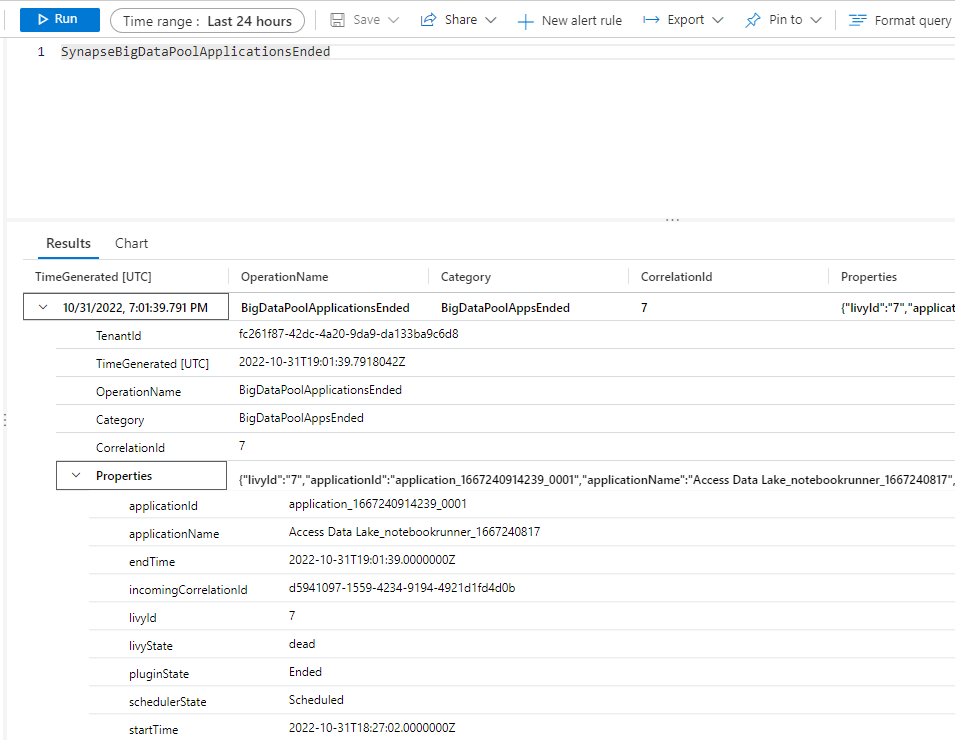 Run Time range : Last 24 hours Save Share New alert rule Export Pin to Format query
1 SynapseBigDataPoolApplicationsEnded
...
Results Chart
TimeGenerated [UTC] OperationName Category CorrelationId Properties
10/31/2022, 7:01:39.791 PM BigDataPoolApplicationsEnded BigDataPoolAppsEnded 7 {"livyId":"7","applicat
TenantId fc261f87-42dc-4a20-9da9-da133ba9c6d8
TimeGenerated [UTC] 2022-10-31T19:01:39.7918042Z
OperationName BigDataPoolApplicationsEnded
Category BigDataPoolAppsEnded
CorrelationId 7
Properties {"livyId":"7","applicationId":"application_1667240914239_0001","applicationName":"Access Data Lake_notebookrunner_1667240817",
applicationId application_1667240914239_0001
applicationName Access Data Lake_notebookrunner_1667240817
endTime 2022-10-31T19:01:39.0000000Z
incomingCorrelationId d5941097-1559-4234-9194-4921d1fd4d0b
livyId 7
livyState dead
pluginState Ended
schedulerState Scheduled
startTime 2022-10-31T18:27:02.0000000Z